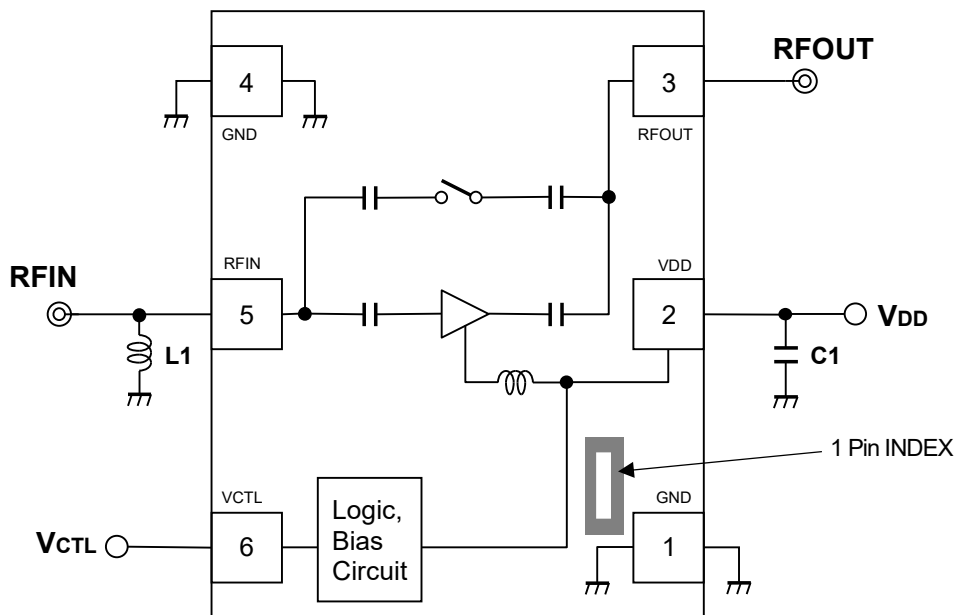 RFOUT
4
3
GND
RFOUT
RFIN
VDD
RFIN
5
2
VDD
L1
C1
1 Pin INDEX
VCTL
GND
Logic,
Bias
Circuit
VCTL
6
1